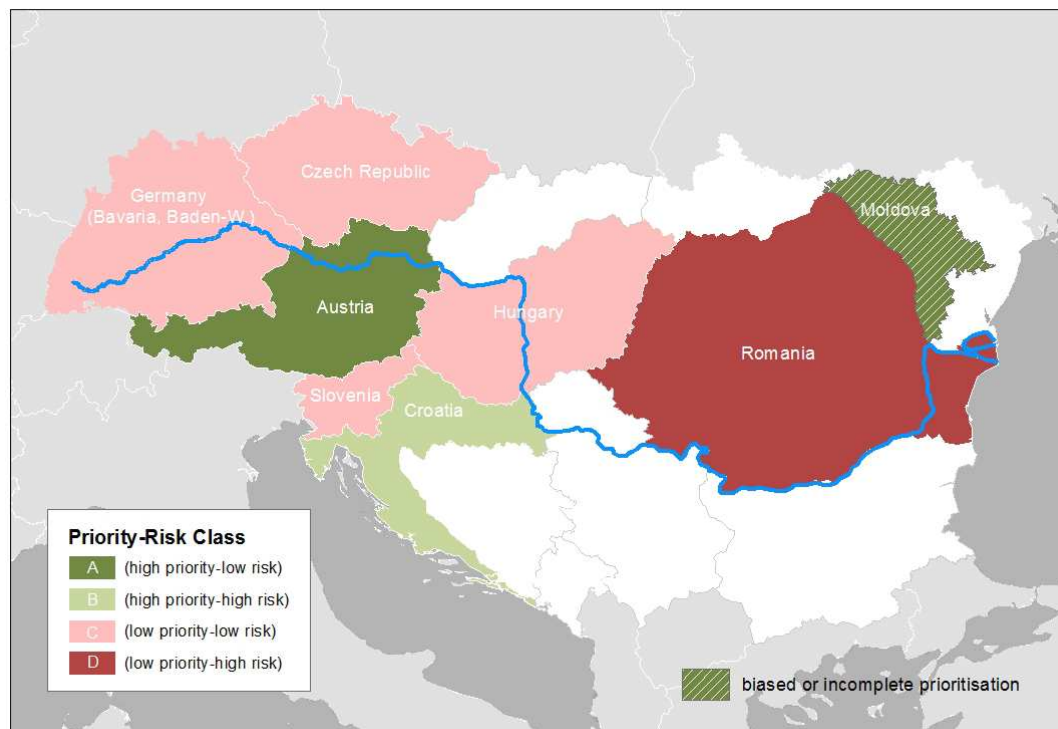 Czech Republic
Germany
(Bavaria, Baden-W.)
Moldova
Austria
Hungary
Romania
Slovenia
Croatia
Priority-Risk Class
A (high priority-low risk)
B (high priority-high risk)
C (low priority-low risk)
D (low priority-high risk)
biased or incomplete prioritisation